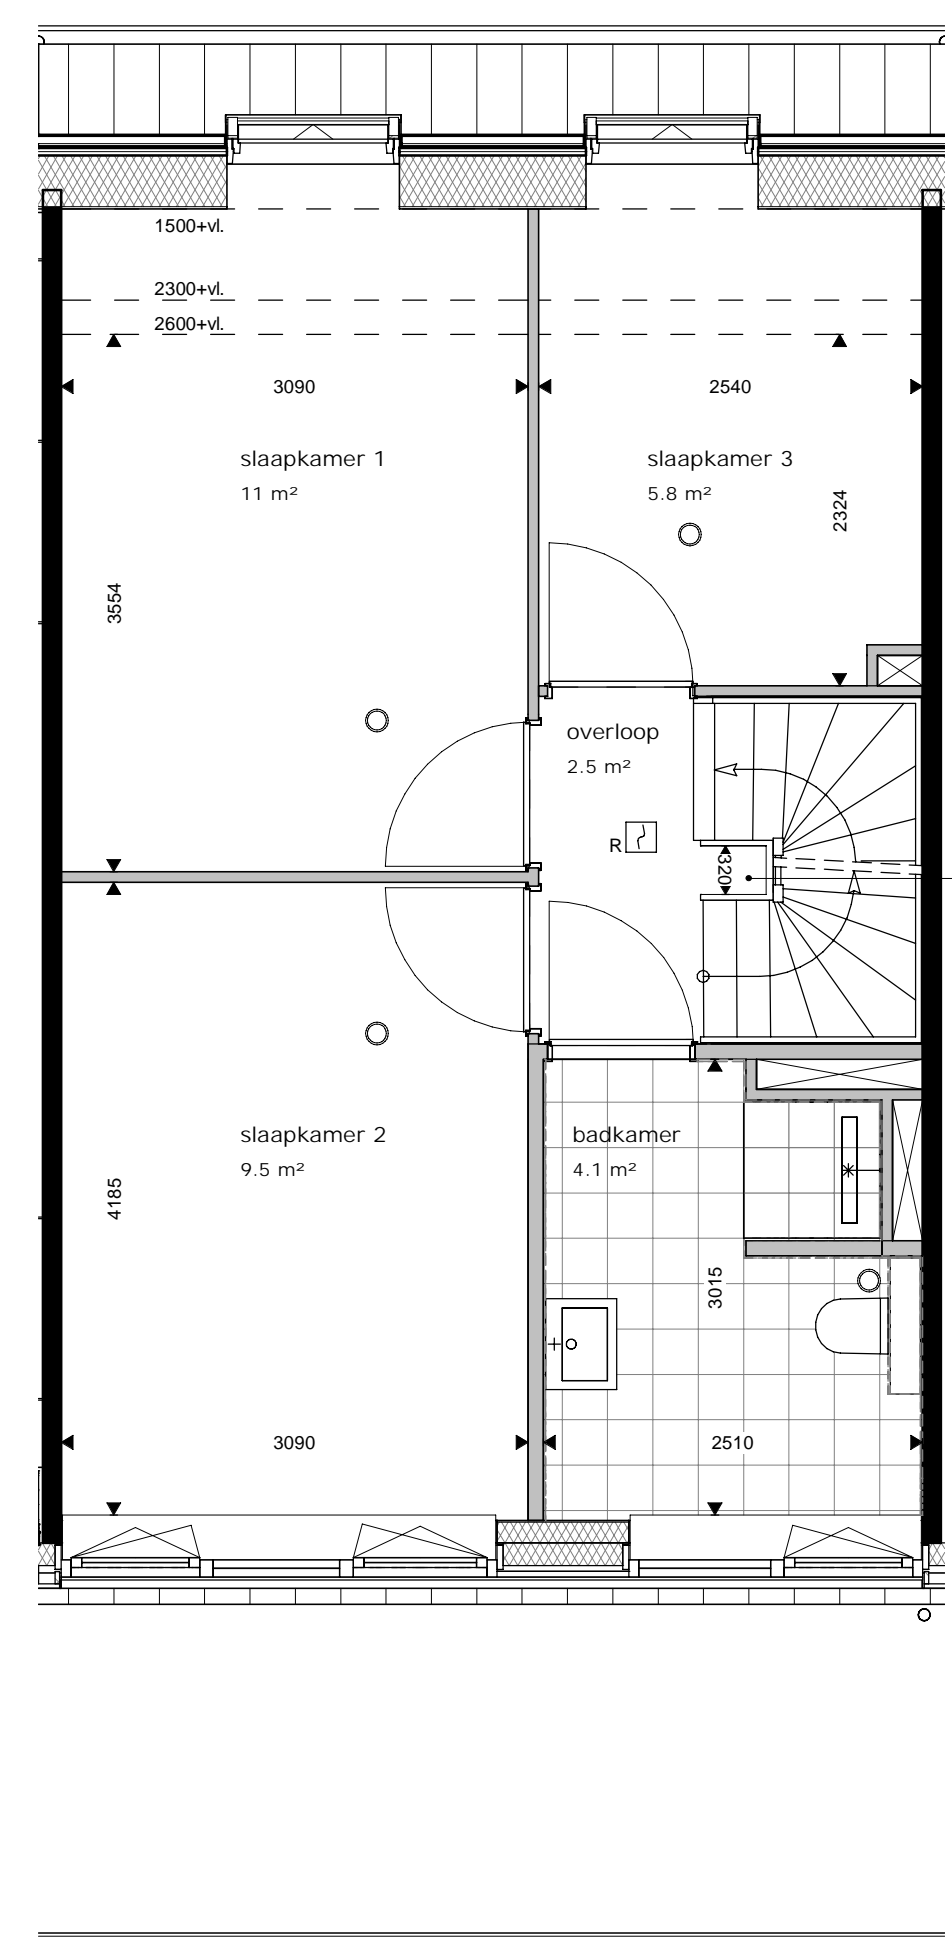 1500+vl.
2300+vl.
2600+vl.
3090
2540
slaapkamer 1
11 m²
slaapkamer 3
5.8 m²
2324
3554
overloop
2.5 m²
R
320
slaapkamer 2
9.5 m²
badkamer
4.1 m²
4185
3015
3090
2510